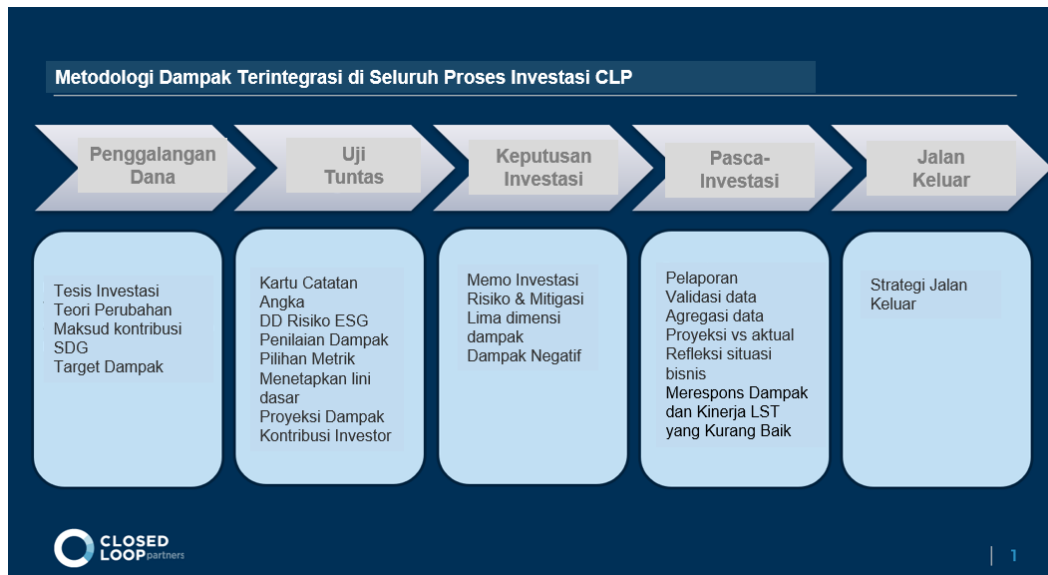 Metodologi Dampak Terintegrasi di Seluruh Proses Investasi CLP
Penggalangan
Dana
Uji
Tuntas
Keputusan
Investasi
Pasca-
Investasi
Jalan
Keluar
Tesis Investasi
Teori Perubahan
Maksud kontribusi
SDG
Target Dampak
Kartu Catatan
Angka
DD Risiko ESG
Penilaian Dampak
Pilihan Metrik
Menetapkan lini
dasar
Proyeksi Dampak
Kontribusi Investor
Memo Investasi
Risiko & Mitigasi
Lima dimensi
dampak
Dampak Negatif
Pelaporan
Validasi data
Agregasi data
Proyeksi vs aktual
Refleksi situasi
bisnis
Merespons Dampak
dan Kinerja LST
yang Kurang Baik
Strategi Jalan
Keluar
CLOSED
LOOP partners
1